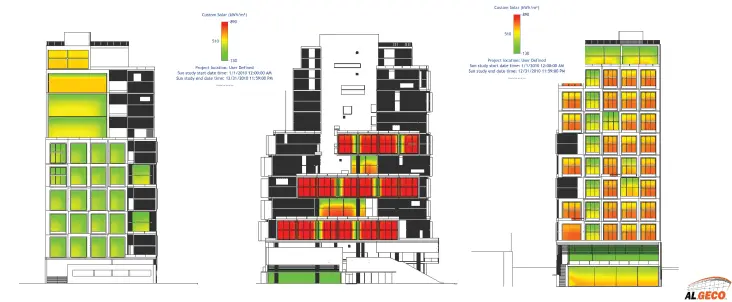 Custom Solar (kWh/m²)
890
510
130
Project location: User Defined
Sun study start date time: 1/1/2010 12:00:00 AM
Sun study end date time: 12/31/2010 11:59:00 PM
Custom Solar (kWh/m²)
890
510
130
Project location: User Defined
Sun study start date time: 1/1/2010 12:00:00 AM
Sun study end date time: 12/31/2010 11:59:00 PM
ALGECO